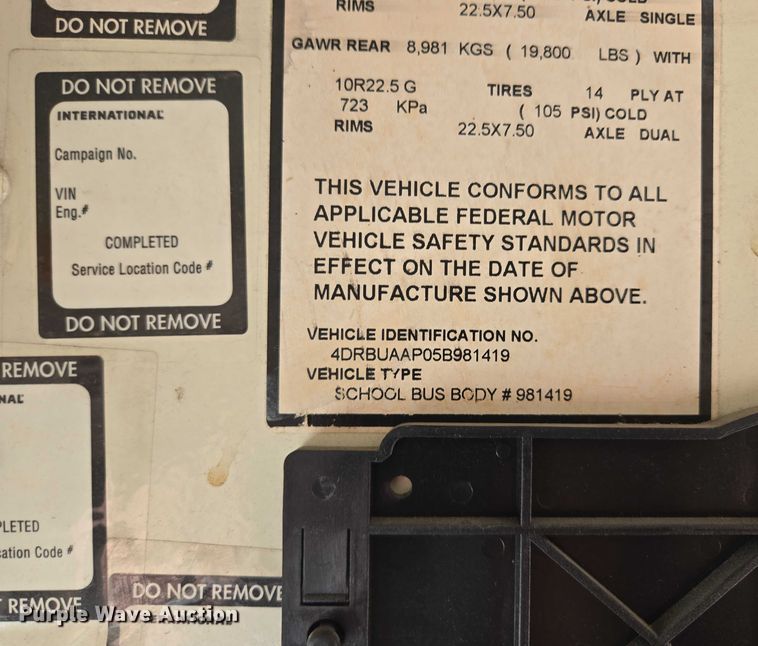 DO NOT REMOVE
DO NOT REMOVE
INTERNATIONAL
Campaign No.
VIN
Eng.#
COMPLETED
Service Location Code #
DO NOT REMOVE
REMOVE
NAL
PLETED
cation Code #
REMOVE
DO NOT REMOVE
RIMS 22.5X7.50 AXLE SINGLE
GAWR REAR 8,981 KGS ( 19,800 LBS ) WITH
10R22.5 G TIRES 14 PLY AT
723 KPa ( 105 PSI) COLD
RIMS 22.5X7.50 AXLE DUAL
THIS VEHICLE CONFORMS TO ALL
APPLICABLE FEDERAL MOTOR
VEHICLE SAFETY STANDARDS IN
EFFECT ON THE DATE OF
MANUFACTURE SHOWN ABOVE.
VEHICLE IDENTIFICATION NO.
4DRBUAAP05B981419
VEHICLE TYPE
SCHOOL BUS BODY # 981419
Purple Wave Auction